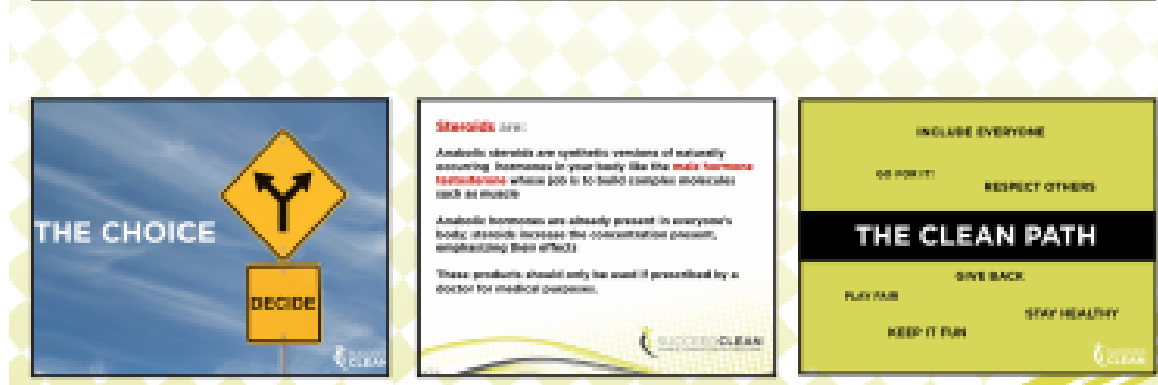 THE CHOICE
DECIDE
SUCCEED
CLEAN
Steroids are:
Anabolic steroids are synthetic versions of naturally
occurring hormones in your body like the male hormone
testosterone whose job is to build complex molecules
such as muscle
Anabolic hormones are already present in everyone's
body; steroids increase the concentration present,
emphasizing their effects
These products should only be used if prescribed by a
doctor for medical purposes.
SUCCEEDCLEAN
INCLUDE EVERYONE
GO FOR IT!
RESPECT OTHERS
THE CLEAN PATH
GIVE BACK
PLAY FAIR
STAY HEALTHY
KEEP IT FUN
SUCCEED
CLEAN